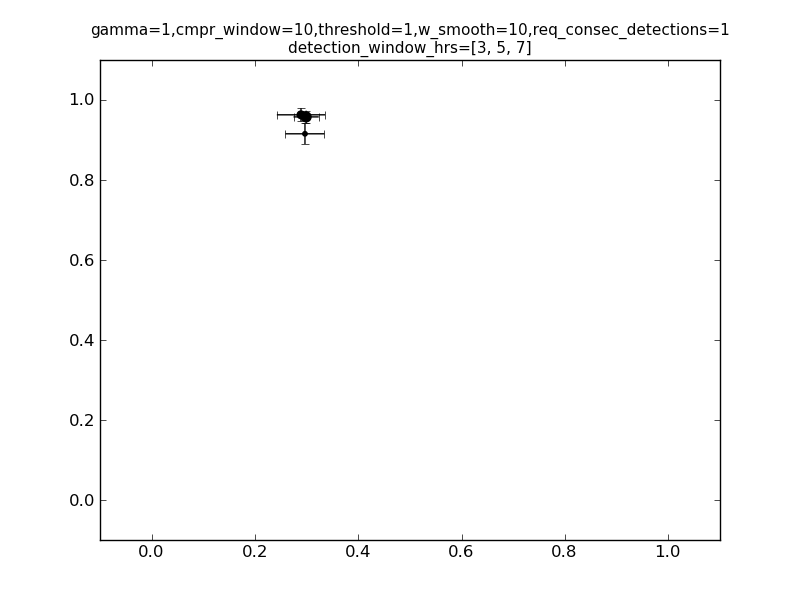 gamma=1,cmpr_window=10,threshold=1,w_smooth=10,req_consec_detections=1
detection_window_hrs=[3, 5, 7]
1.0
0.8
0.6
0.4
0.2
0.0
0.0 0.2 0.4 0.6 0.8 1.0